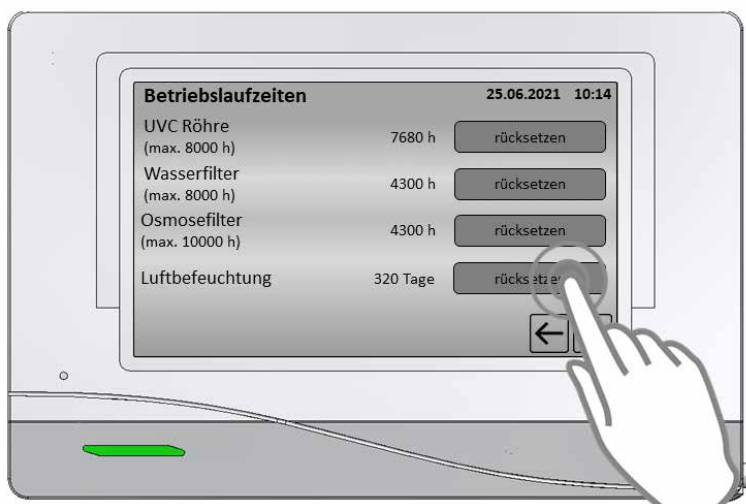 Betriebslaufzeiten 25.06.2021 10:14
UVC Röhre
(max. 8000 h) 7680 h rücksetzen
Wasserfilter
(max. 8000 h) 4300 h rücksetzen
Osmosefilter
(max. 10000 h) 4300 h rücksetzen
Luftbefeuchtung 320 Tage rücksetzen